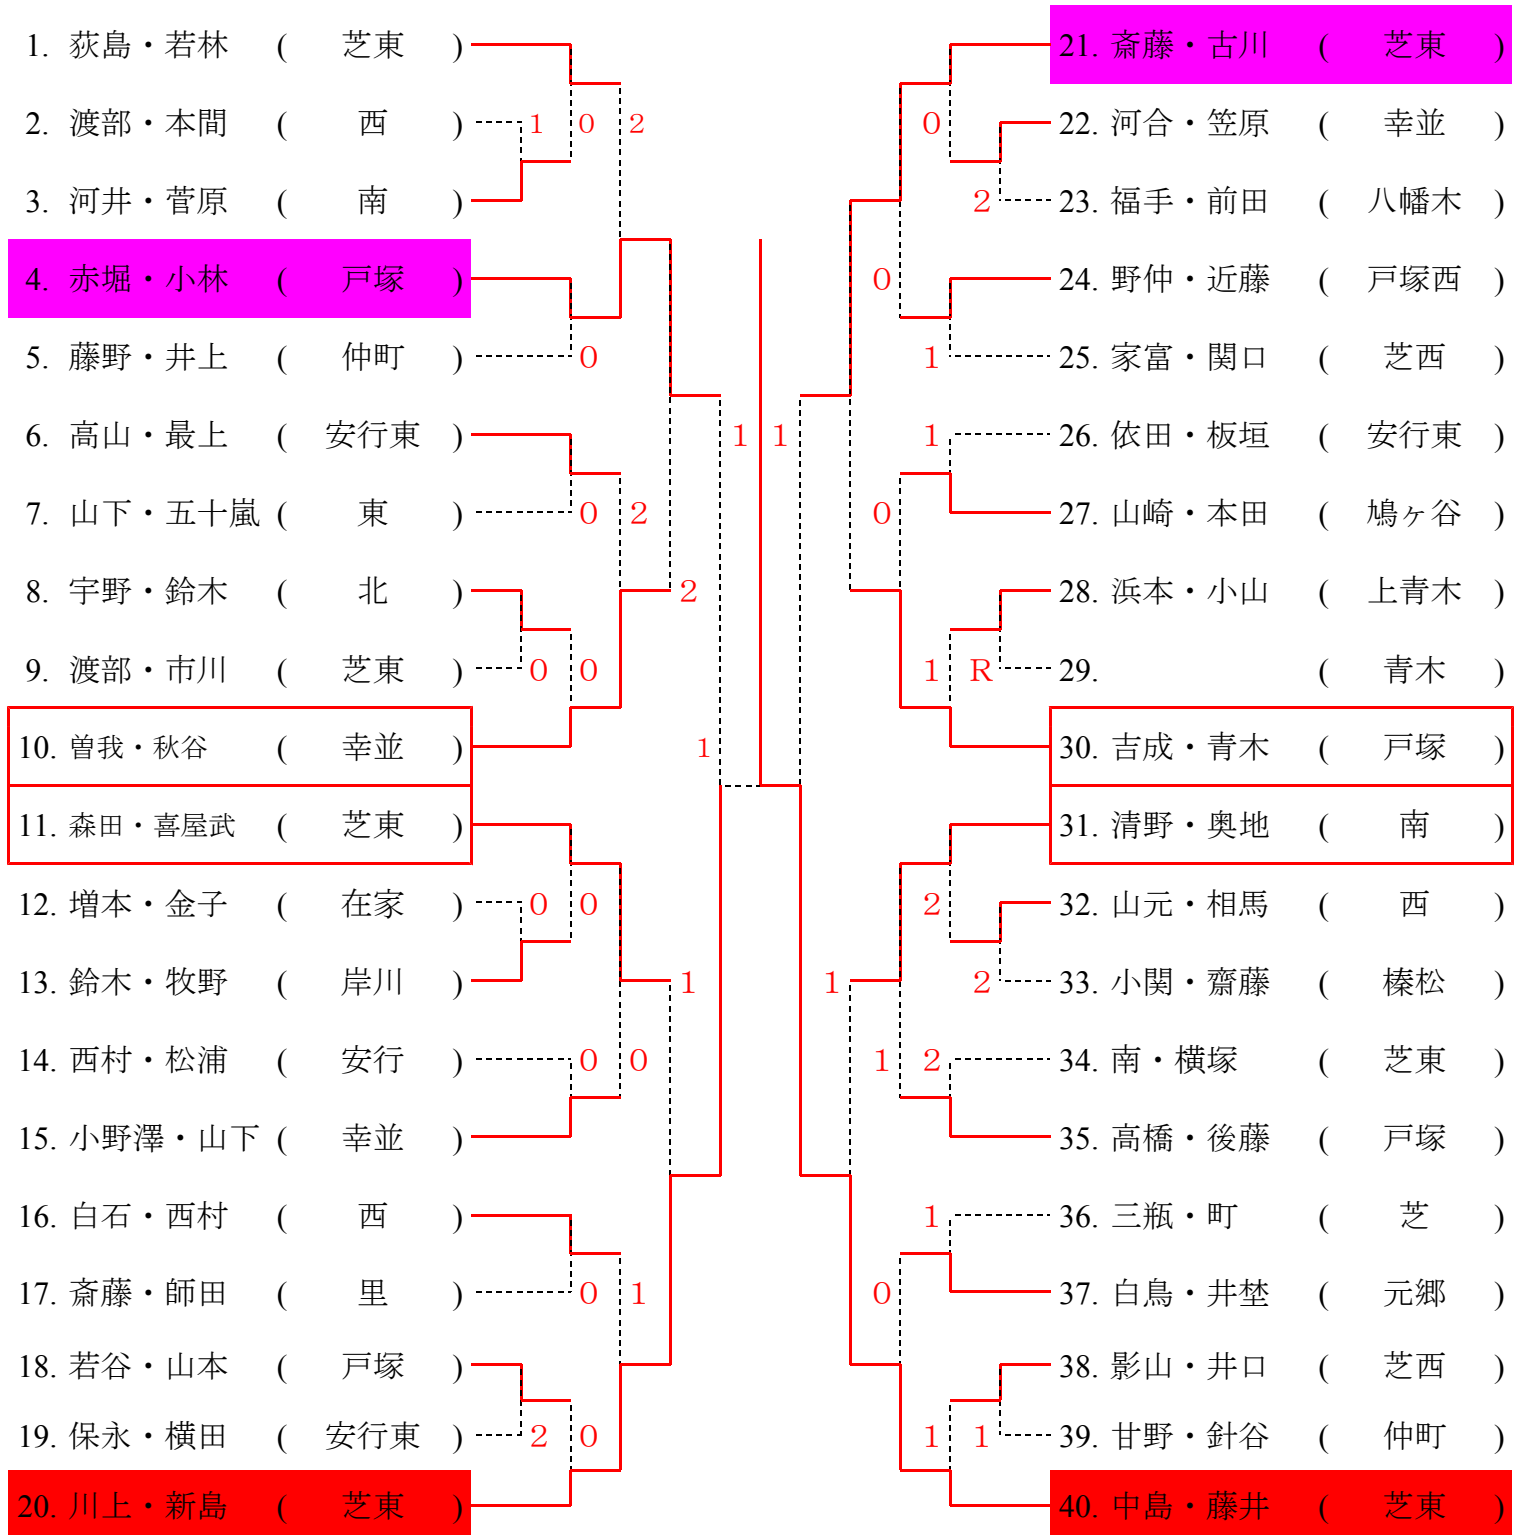 1. 荻島・若林 ( 芝東 )
2. 渡部・本間 ( 西 ) 1 0 2
3. 河井・菅原 ( 南 )
4. 赤堀・小林 ( 戸塚 )
5. 藤野・井上 ( 仲町 ) 0
6. 高山・最上 ( 安行東 ) 1
7. 山下・五十嵐 ( 東 ) 0 2
8. 宇野・鈴木 ( 北 ) 2
9. 渡部・市川 ( 芝東 ) 0 0
10. 曽我・秋谷 ( 幸並 ) 1
11. 森田・喜屋武 ( 芝東 )
12. 増本・金子 ( 在家 ) 0 0
13. 鈴木・牧野 ( 岸川 ) 1
14. 西村・松浦 ( 安行 ) 0 0
15. 小野澤・山下 ( 幸並 )
16. 白石・西村 ( 西 )
17. 斎藤・師田 ( 里 ) 0 1
18. 若谷・山本 ( 戸塚 )
19. 保永・横田 ( 安行東 ) 2 0
20. 川上・新島 ( 芝東 )
21. 斎藤・古川 ( 芝東 )
0 22. 河合・笠原 ( 幸並 )
2 23. 福手・前田 ( 八幡木 )
0 24. 野仲・近藤 ( 戸塚西 )
1 25. 家富・関口 ( 芝西 )
1 1 26. 依田・板垣 ( 安行東 )
0 27. 山崎・本田 ( 鳩ヶ谷 )
28. 浜本・小山 ( 上青木 )
1 R 29. ( 青木 )
30. 吉成・青木 ( 戸塚 )
31. 清野・奥地 ( 南 )
2 32. 山元・相馬 ( 西 )
1 2 33. 小関・齋藤 ( 榛松 )
1 2 34. 南・横塚 ( 芝東 )
35. 高橋・後藤 ( 戸塚 )
1 36. 三瓶・町 ( 芝 )
0 37. 白鳥・井埜 ( 元郷 )
38. 影山・井口 ( 芝西 )
1 1 39. 甘野・針谷 ( 仲町 )
40. 中島・藤井 ( 芝東 )